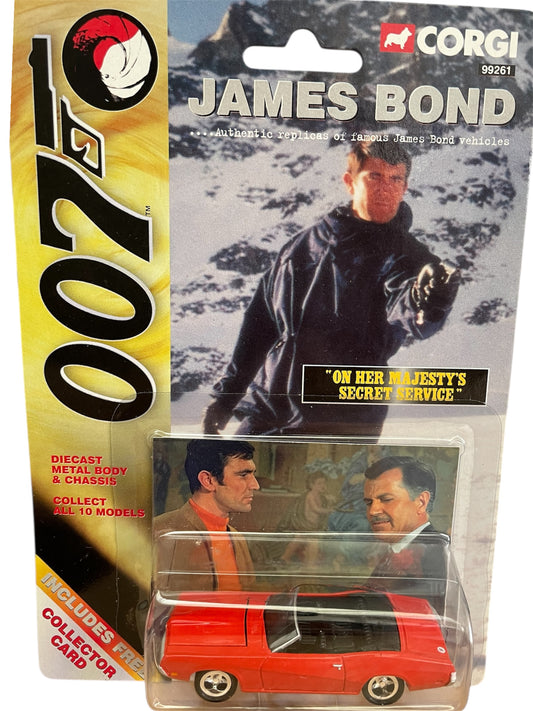 007
TM
CORGI
99261
JAMES BOND
....Authentic replicas of famous James Bond vehicles
"ON HER MAJESTY'S
SECRET SERVICE"
DIECAST
METAL BODY
& CHASSIS
COLLECT
ALL 10 MODELS
INCLUDES FREE
COLLECTOR
CARD